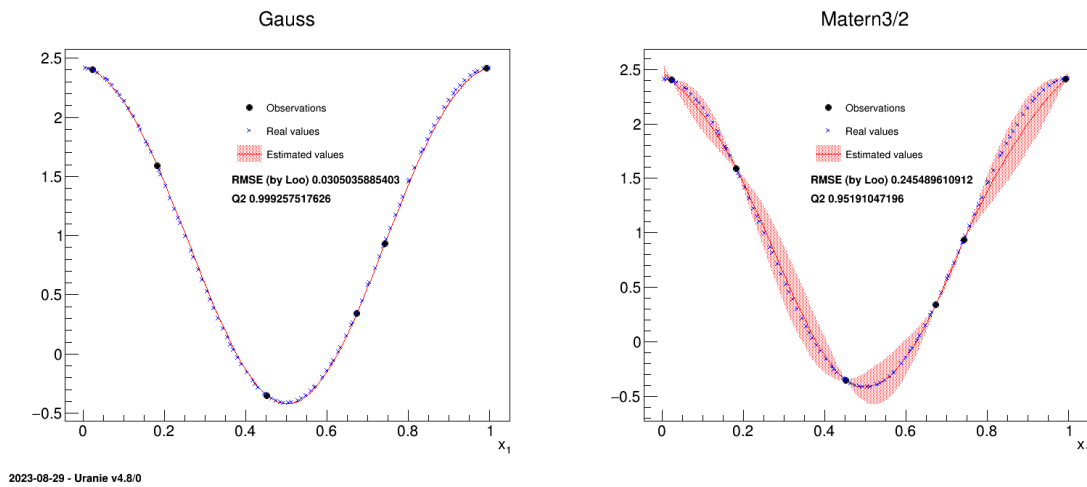 Gauss
2.5
2
1.5
1
0.5
0
−0.5
0 0.2 0.4 0.6 0.8 1
x1
Observations
Real values
Estimated values
RMSE (by Loo) 0.0305035885403
Q2 0.999257517626
Matern3/2
2.5
2
1.5
1
0.5
0
−0.5
0 0.2 0.4 0.6 0.8 1
x
Observations
Real values
Estimated values
RMSE (by Loo) 0.245489610912
Q2 0.95191047196
2023-08-29 - Uranie v4.8/0